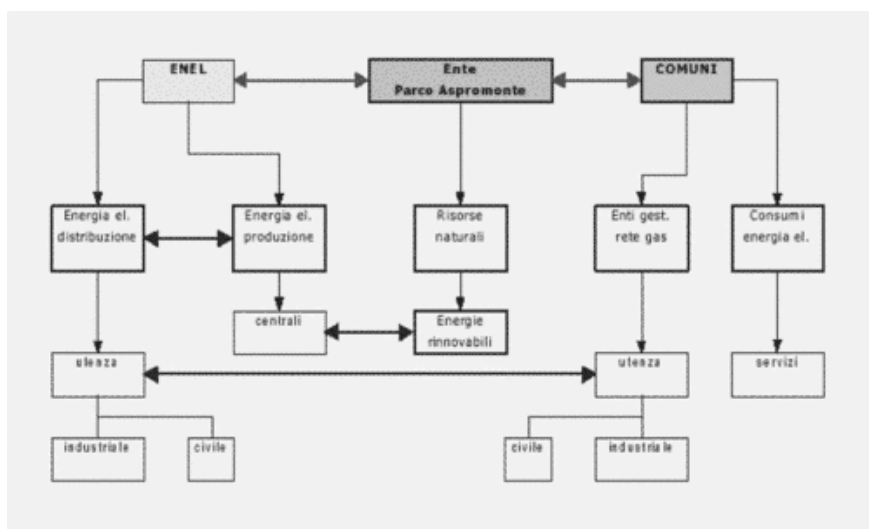 ENEL
Ente
Parco Aspromonte
COMUNI
Energia el.
distribuzione
Energia el.
produzione
Risorse
naturali
Enti gest.
rete gas
Consumi
energia el.
centrali
Energie
rinnovabili
utenza
utenza
servizi
industriale
civile
civile
industriale